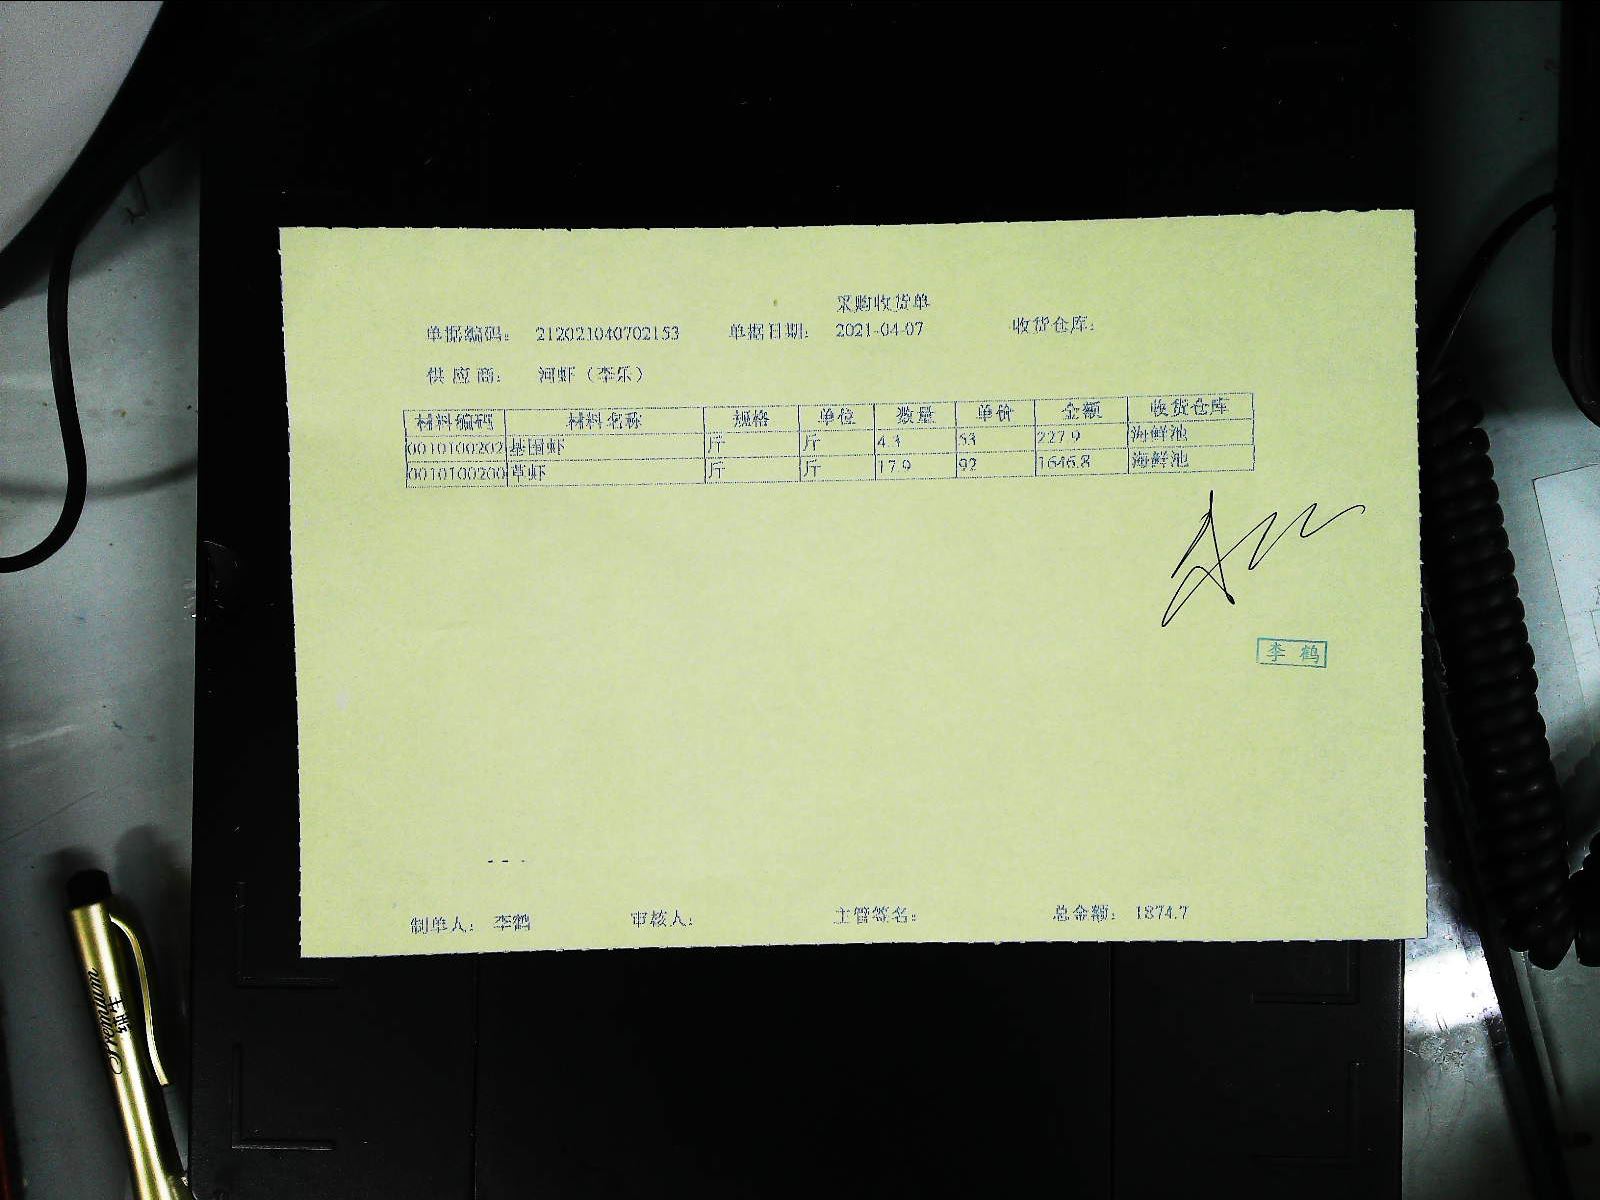 采购收货单
单据编码: 212021040702153 单据日期: 2021-04-07 收货仓库:
供应商: 河虾（李乐）
材料编码 材料名称 规格 单位 数量 单价 金额 收货仓库
0010100202 基围虾 斤 斤 4.3 53 227.9 海鲜池
0010100200 草虾 斤 斤 17.9 92 1646.8 海鲜池
李鹤
制单人: 李鹤 审核人: 主管签名: 总金额: 1874.7